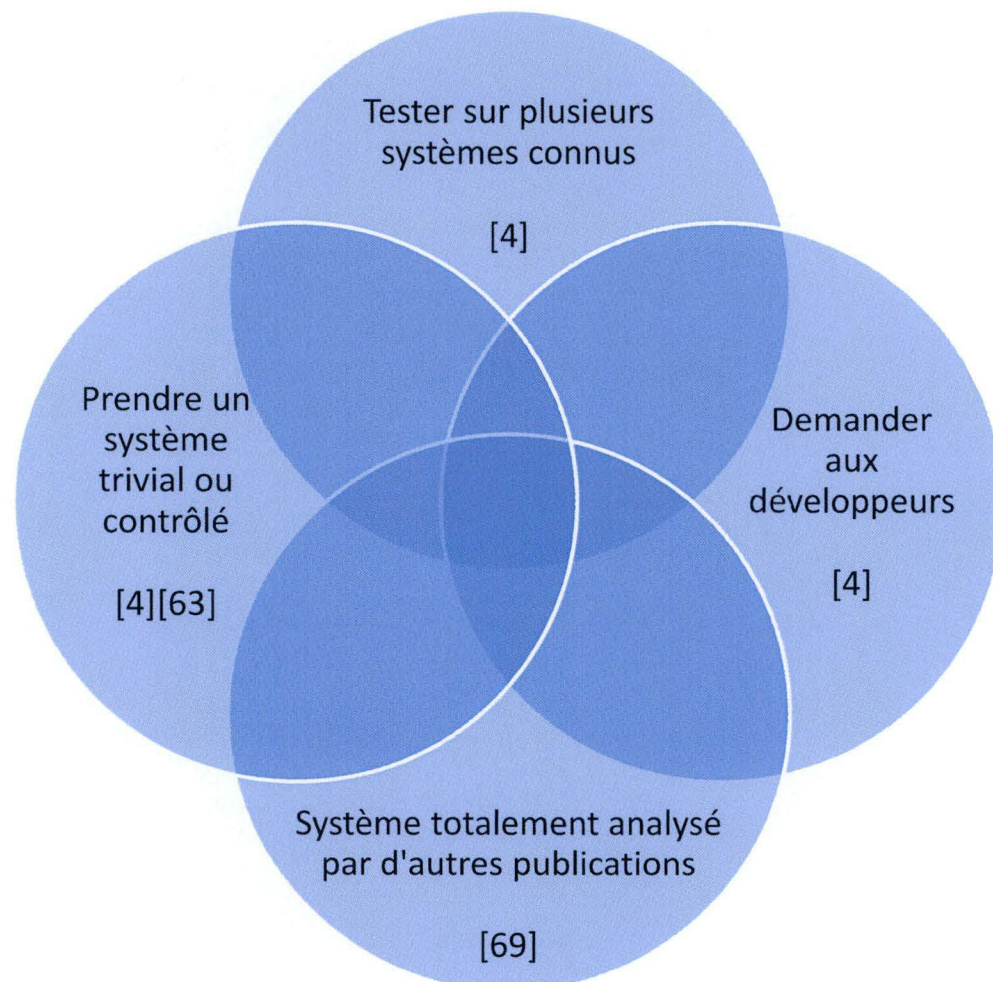 Tester sur plusieurs
systèmes connus
[4]
Prendre un
système
trivial ou
contrôlé
[4][63]
Demander
aux
développeurs
[4]
Système totalement analysé
par d'autres publications
[69]